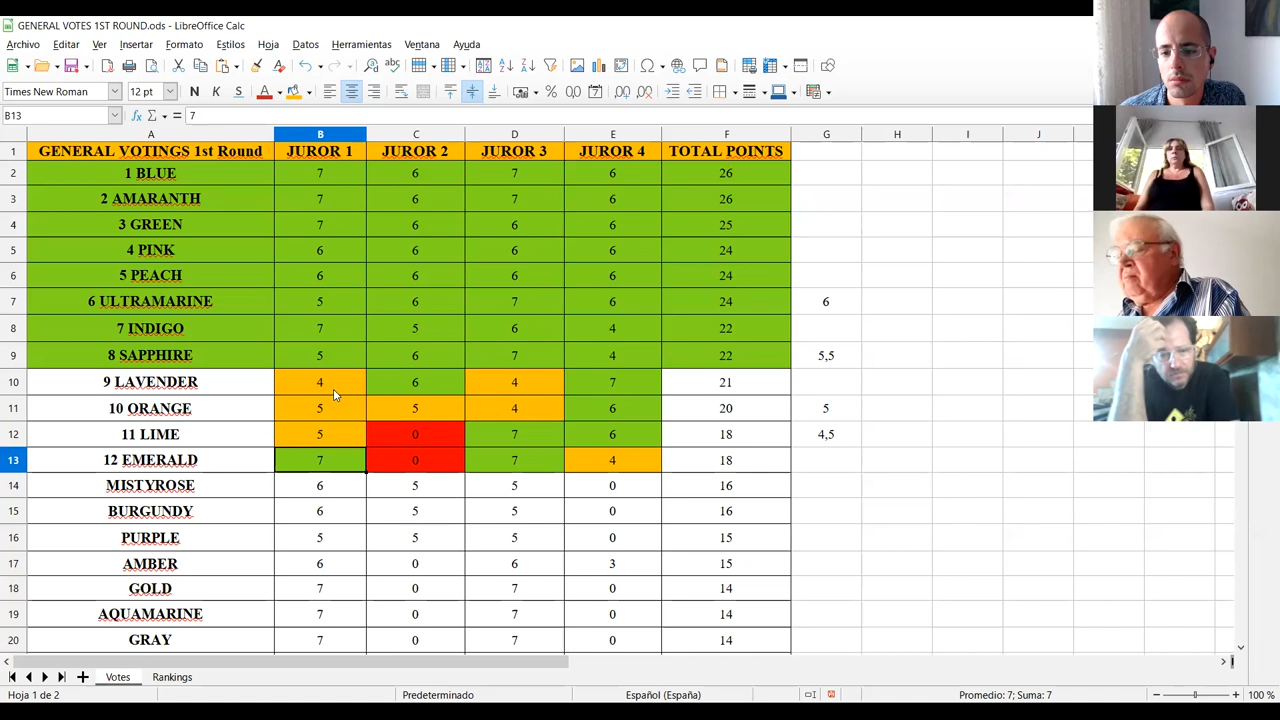 GENERAL VOTES 1ST ROUND.ods - LibreOffice Calc
Archivo Editar Ver Insertar Formato Estilos Hoja Datos Herramientas Ventana Ayuda
Times New Roman 12 pt N K S
B13 7
A B C D E F G H I J
1 GENERAL VOTINGS 1st Round JUROR 1 JUROR 2 JUROR 3 JUROR 4 TOTAL POINTS
2 1 BLUE 7 6 7 6 26
3 2 AMARANTH 7 6 7 6 26
4 3 GREEN 7 6 6 6 25
5 4 PINK 6 6 6 6 24
6 5 PEACH 6 6 6 6 24
7 6 ULTRAMARINE 5 6 7 6 24 6
8 7 INDIGO 7 5 6 4 22
9 8 SAPPHIRE 5 6 7 4 22 5,5
10 9 LAVENDER 4 6 4 7 21
11 10 ORANGE 5 5 4 6 20 5
12 11 LIME 5 0 7 6 18 4,5
13 12 EMERALD 7 0 7 4 18
14 MISTYROSE 6 5 5 0 16
15 BURGUNDY 6 5 5 0 16
16 PURPLE 5 5 5 0 15
17 AMBER 6 0 6 3 15
18 GOLD 7 0 7 0 14
19 AQUAMARINE 7 0 7 0 14
20 GRAY 7 0 7 0 14
Votes Rankings
Hoja 1 de 2 Predeterminado Español (España) Promedio: 7; Suma: 7 100 %